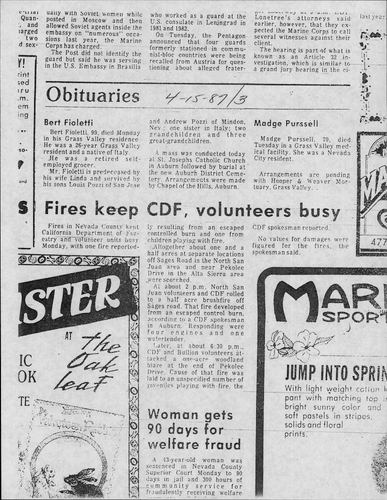 ually with Soviet women while
posted in Moscow and then
allowed Soviet agents inside the
embassy on "numerous" occa-
sions last year, the Marine
Corps has charged.
The Post did not identify the
guard but said he was serving
in the U.S. Embassy in Brasilia
who worked as a guard at the
U.S. consulate in Leningrad in
1981 and 1982.
On Tuesday, the Pentagon
announced that four guards
formerly stationed in commu-
nist-bloc countries were being
recalled from Austria for ques-
tioning about alleged frater-
Lonetree's attorneys said
ever, however, that they ex-
pected the Marine Corps to call
several witnesses against their
client.
The hearing is part of what is
known as an Article 32 in-
vestigation, which is similar to
a grand jury hearing in the ci-
last year
Obituaries
4-15-87/3
Bert Fioletti
Bert Fioletti, 89, died Monday
in his Grass Valley residence
He was a 26-year Grass Valley
resident and a native of Italy.
He was a retired self-
employed grocer.
Mr. Fioletti is predeceased by
his wife Linda and survived by
his sons Louis Pozzi of San Jose
and Andrew Pozzi of Minden,
Nev.; one sister in Italy; two
grandchildren and three
great-grandchildren.
A mass was conducted today
at St. Josephs Catholic Church
in Auburn followed by burial at
the new Auburn District Ceme-
tery. Arrangements were made
by Chapel of the Hills, Auburn.
Madge Purssell
Madge Purssell, 79, died
Tuesday in a Grass Valley med-
ical facility. She was a Nevada
City resident.
Arrangements are pending
with Hooper & Weaver Mor-
tuary, Grass Valley.
Fires keep CDF, volunteers busy
Fires in Nevada County kept
California Department of For-
estry and volunteer units busy
Monday, with one fire reported-
ly resulting from an escaped
controlled burn and one from
children playing with fire.
Altogether about one and a
half acres at separate locations
off Sages Road in the North San
Juan area and near Pekolee
Drive in the Alta Sierra area
were scorched.
At about 2 p.m. North San
Juan volunteers and CDF rolled
to a half acre brushfire off
Sages Road. That fire developed
from an escaped control burn,
according to a CDF spokesman
in Auburn. Responding were
four engines and one
watertender.
Later, at about 6:30 p.m.,
CDF and Bullion volunteers at-
tacked a one-acre woodland
blaze at the end of Pekolee
Drive. Cause of that fire was
laid to an unspecified number of
juveniles playing with fire, the
CDF spokesman reported.
No values for damages were
figured for the fires, the
spokesman said.
Woman gets
90 days for
welfare fraud
A 43-year-old woman was
sentenced in Nevada County
Superior Court Monday to 90
days in jail and 300 hours of
community service for
fraudulently receiving welfare
STER
AT
the
Oak
Leaf
IC
OK
TE
477
MAR
SPORT
JUMP INTO SPRIN
With light weight cotton k
pant with matching top i
bright sunny color and
soft pastels in stripes,
solids and floral
prints.